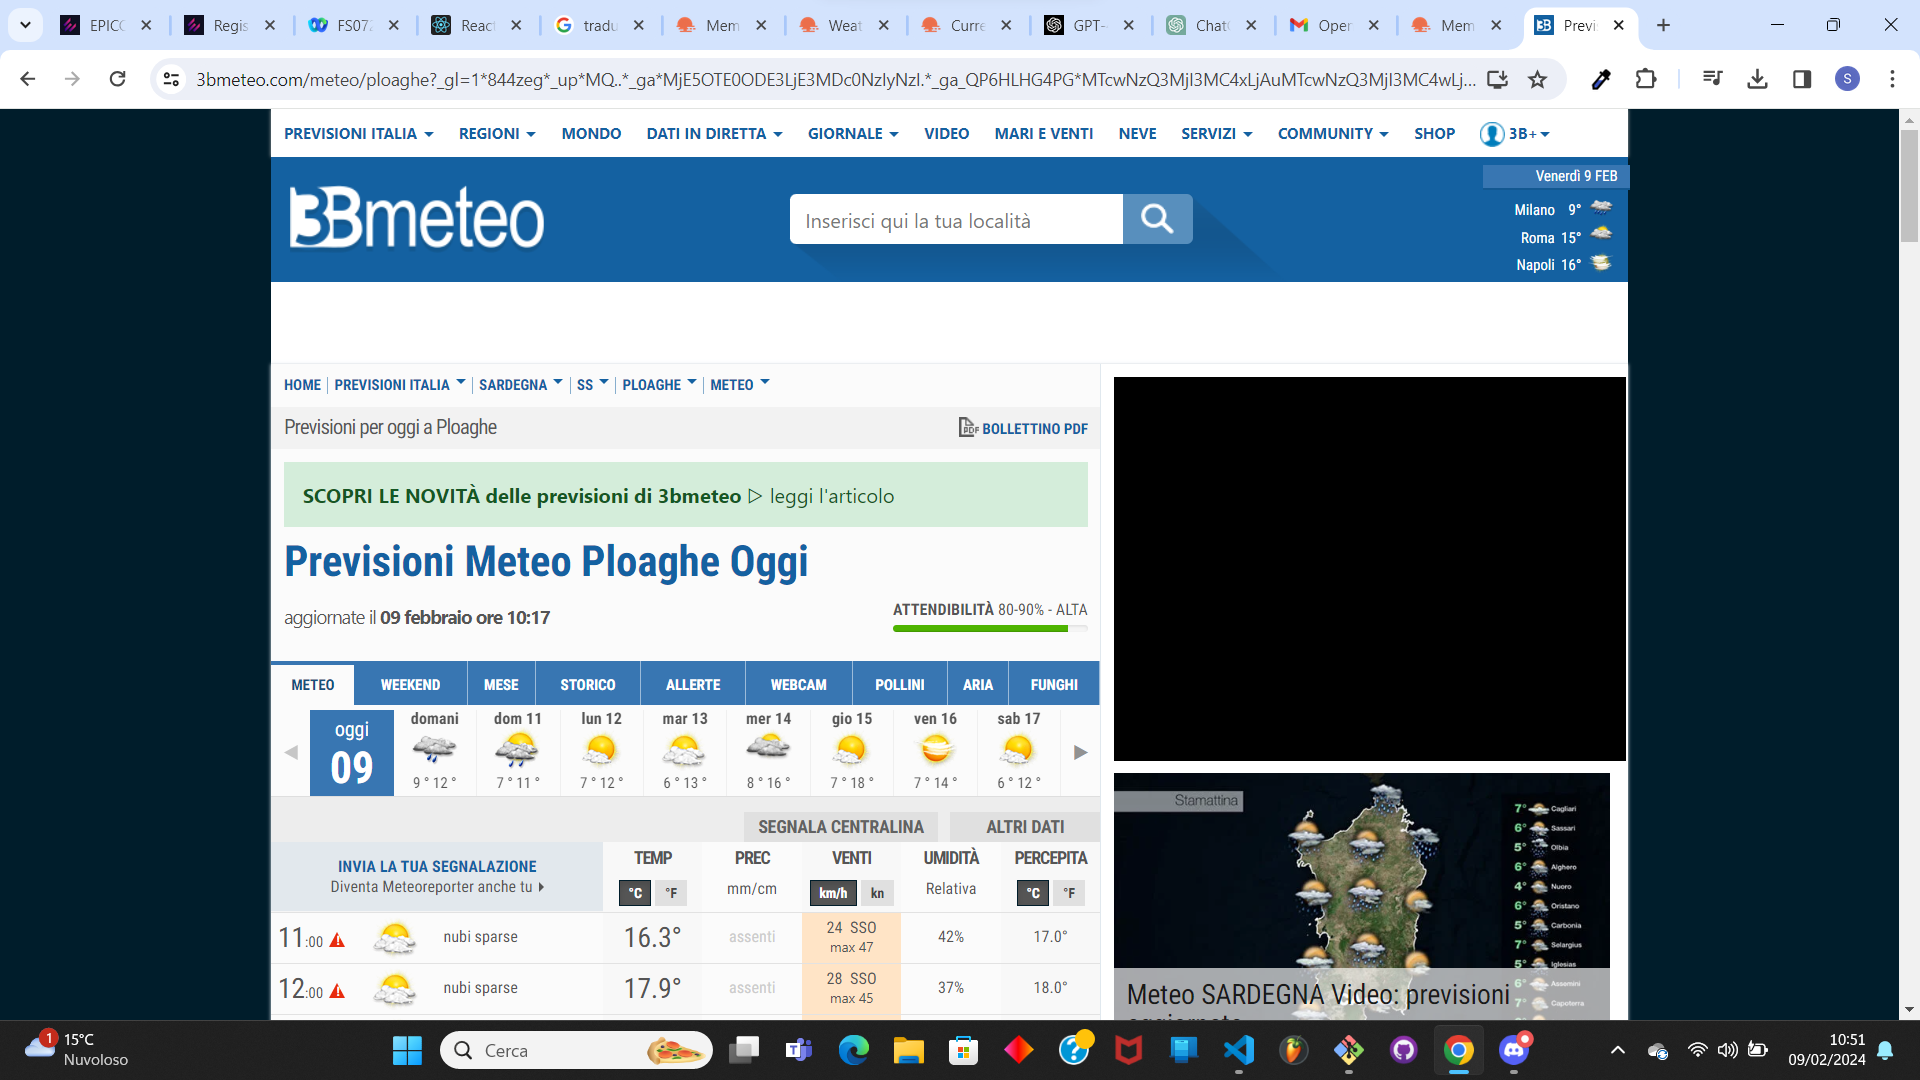 EPICO
Regis
FS07
React
tradu
Mem
Weat
Curre
GPT-
Chat
Open
Mem
Previ
3bmeteo.com/meteo/ploaghe?_gl=1*844zeg*_up*MQ..*_ga*MjE5OTE0ODE3LjE3MDc0NzIyNzI.*_ga_QP6HLHG4PG*MTcwNzQ3MjI3MC4xLjAuMTcwNzQ3MjI3MC4wLj...
S
PREVISIONI ITALIA
REGIONI
MONDO
DATI IN DIRETTA
GIORNALE
VIDEO
MARI E VENTI
NEVE
SERVIZI
COMMUNITY
SHOP
3B+
3Bmeteo
Inserisci qui la tua località
Venerdì 9 FEB
Milano 9°
Roma 15°
Napoli 16°
HOME
PREVISIONI ITALIA
SARDEGNA
SS
PLOAGHE
METEO
Previsioni per oggi a Ploaghe
PDF BOLLETTINO PDF
SCOPRI LE NOVITÀ delle previsioni di 3bmeteo ▷ leggi l'articolo
Previsioni Meteo Ploaghe Oggi
aggiornate il 09 febbraio ore 10:17
ATTENDIBILITÀ 80-90% - ALTA
METEO
WEEKEND
MESE
STORICO
ALLERTE
WEBCAM
POLLINI
ARIA
FUNGHI
oggi
09
domani
9 ° 12 °
dom 11
7 ° 11 °
lun 12
7 ° 12 °
mar 13
6 ° 13 °
mer 14
8 ° 16 °
gio 15
7 ° 18 °
ven 16
7 ° 14 °
sab 17
6 ° 12 °
SEGNALA CENTRALINA
ALTRI DATI
INVIA LA TUA SEGNALAZIONE
Diventa Meteoreporter anche tu
TEMP
°C °F
PREC
mm/cm
VENTI
km/h kn
UMIDITÀ
Relativa
PERCEPITA
°C °F
11:00 nubi sparse 16.3° assenti 24 SSO 42% 17.0°
max 47
12:00 nubi sparse 17.9° assenti 28 SSO 37% 18.0°
max 45
Stamattina
7° Cagliari
6° Sassari
5° Olbia
6° Alghero
4° Nuoro
6° Oristano
5° Carbonia
7° Selargius
5° Iglesias
6° Assemini
7° Capoterra
Meteo SARDEGNA Video: previsioni
aggiornate
1
15°C
Nuvoloso
Cerca
10:51
09/02/2024